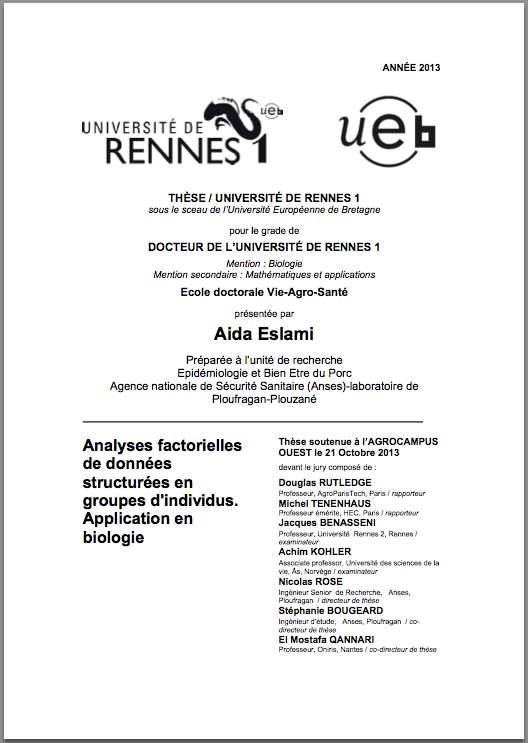 ANNÉE 2013
UNIVERSITÉ DE
RENNES 1
ueb
ueb
THÈSE / UNIVERSITÉ DE RENNES 1
sous le sceau de l'Université Européenne de Bretagne
pour le grade de
DOCTEUR DE L'UNIVERSITÉ DE RENNES 1
Mention : Biologie
Mention secondaire : Mathématiques et applications
Ecole doctorale Vie-Agro-Santé
présentée par
Aida Eslami
Préparée à l'unité de recherche
Epidémiologie et Bien Etre du Porc
Agence nationale de Sécurité Sanitaire (Anses)-laboratoire de
Ploufragan-Plouzané
Analyses factorielles
de données
structurées en
groupes d'individus.
Application en
biologie
Thèse soutenue à l'AGROCAMPUS
OUEST le 21 Octobre 2013
devant le jury composé de :
Douglas RUTLEDGE
Professeur, AgroParisTech, Paris / rapporteur
Michel TENENHAUS
Professeur émérite, HEC, Paris / rapporteur
Jacques BENASSENI
Professeur, Université Rennes 2, Rennes /
examinateur
Achim KOHLER
Associate professor, Université des sciences de la
vie, Ås, Norvège / examinateur
Nicolas ROSE
Ingénieur Senior de Recherche, Anses,
Ploufragan / directeur de thèse
Stéphanie BOUGEARD
Ingénieur d'étude, Anses, Ploufragan / co-
directeur de thèse
El Mostafa QANNARI
Professeur, Oniris, Nantes / co-directeur de thèse